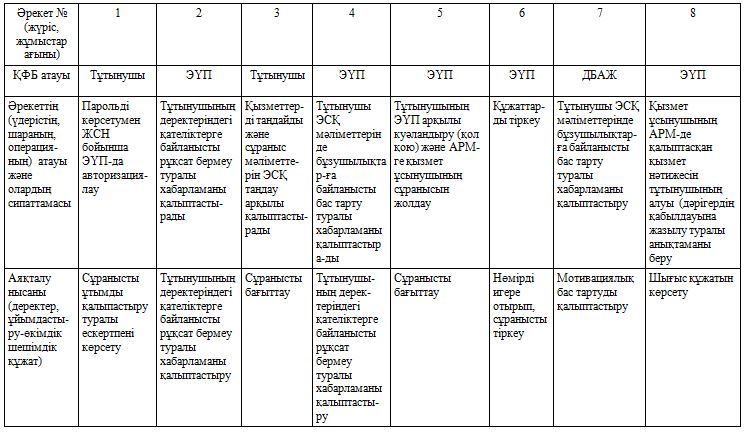 Әрекет №
(жүріс,
жұмыстар
ағыны)
1
2
3
4
5
6
7
8
ҚФБ атауы
Тұтынушы
ЭҮП
Тұтынушы
ЭҮП
ЭҮП
ЭҮП
ДБАЖ
ЭҮП
Әрекеттің
(үдерістің,
шараның,
операция-
ның) атауы
және
олардың
сипаттамасы
Парольді
көрсетумен
ЖСН
бойынша
ЭҮП-да
авторизация-
лау
Тұтынушының
деректеріндегі
қателіктерге
байланысты
рұқсат бермеу
туралы
хабарламаны
қалыптасты-
рады
Қызметтер-
ді таңдайды
және
сұраныс
мәліметте-
рін ЭСҚ
таңдау
арқылы
қалыптасты-
рады
Тұтынушы
ЭСҚ
мәліметтерін
де
бұзушылықта
р-ға
байланысты
бас тарту
туралы
хабарламаны
қалыптастыр
а-ды
Тұтынушының
ЭҮП арқылы
куәландыру (қол
қою) және АРМ-
ге қызмет
ұсынушының
сұранысын
жолдау
Құжаттар-
ды тіркеу
Тұтынушы ЭСҚ
мәліметтерінде
бұзушылықтар-
ға байланысты
бас тарту
туралы
хабарламаны
қалыптастыру
Қызмет
ұсынушының
АРМ-де
қалыптасқан
қызмет
нәтижесін
тұтынушының
алуы (дәрігердің
қабылдауына
жазылу туралы
анықтаманы
беру
Аяқталу
нысаны
(деректер,
ұйымдасты-
ру-өкімдік
шешімдік
құжат)
Сұранысты
ұтымды
қалыпастыру
туралы
ескертпені
көрсету
Тұтынушының
деректеріндегі
қателіктерге
байланысты
рұқсат бермеу
туралы
хабарламаны
қалыптастыру
Сұранысты
бағыттау
Тұтынушы-
ның дерек-
теріндегі
қателіктерге
байланысты
рұқсат
бермеу
туралы
хабарламаны
қалыптасты-
ру
Сұранысты
бағыттау
Нөмірді
игере
отырып,
сұранысты
тіркеу
Мотивациялық
бас тартуды
қалыптастыру
Шығыс құжатын
көрсету